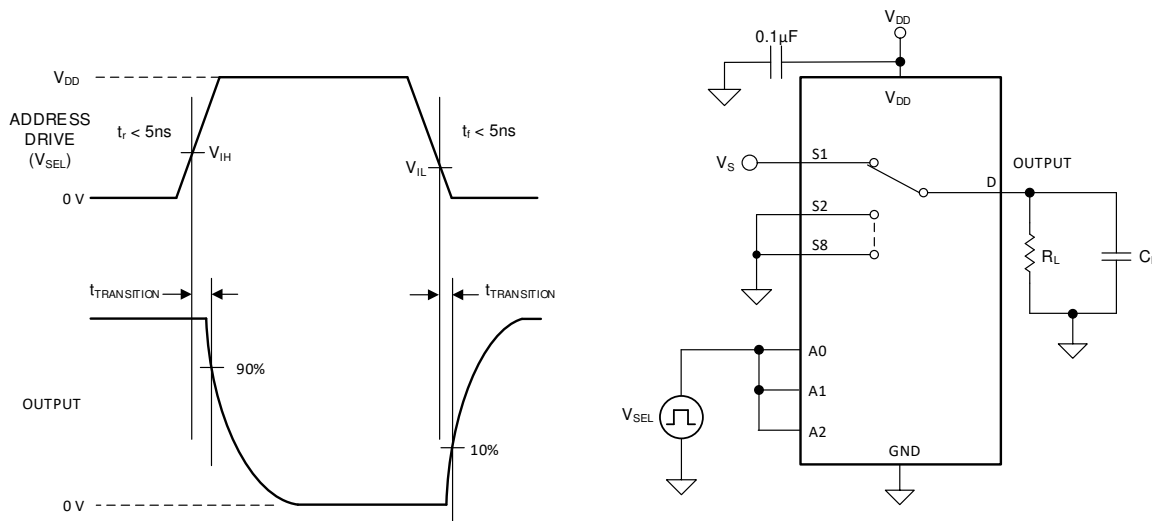 VDD
ADDRESS
DRIVE
(VSEL)
tr < 5ns
VIH
tf < 5ns
VIL
0 V
tTRANSITION
tTRANSITION
90%
OUTPUT
10%
0 V
VDD
0.1µF
VDD
VS
S1
OUTPUT
D
S2
S8
RL
A0
A1
VSEL
A2
GND